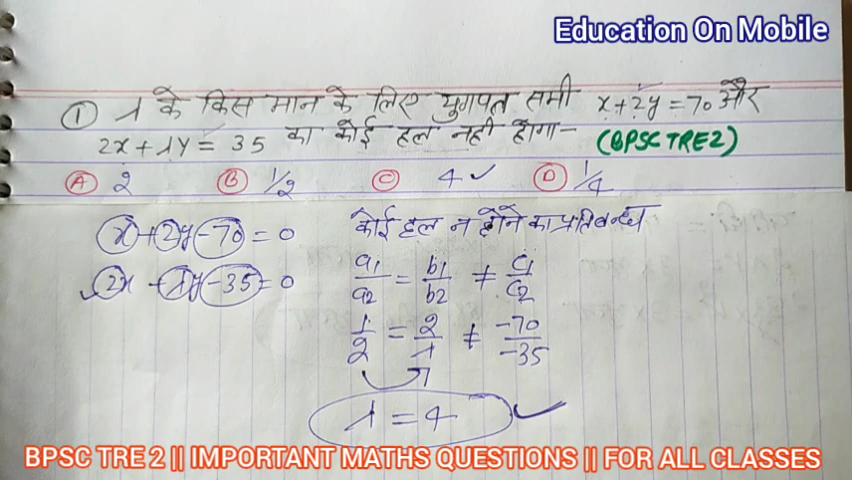 Education On Mobile
① λ के किस मान के लिए युगपत समी x+2y = 70 और
2x + λy = 35 का कोई हल नही होगा- (BPSC TRE2)
Ⓐ 2 Ⓑ 1/2 Ⓒ 4 ✓ Ⓓ 1/4
x+2y-70 = 0 कोई हल न होने का प्रतिबन्ध
✓ 2x + λy-35 = 0 a1/a2 = b1/b2 ≠ c1/c2
1/2 = 2/λ ≠ -70/-35
λ = 4 ✓
BPSC TRE 2 || IMPORTANT MATHS QUESTIONS || FOR ALL CLASSES